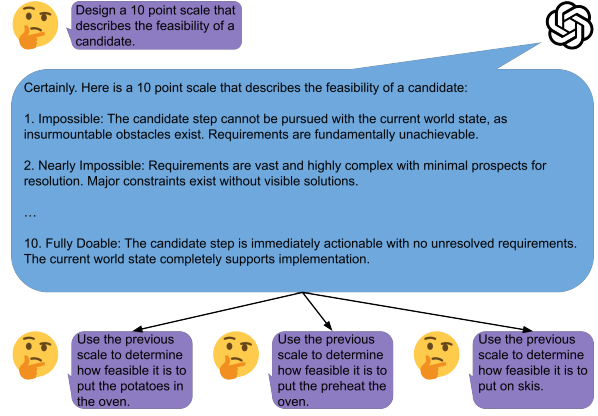 Design a 10 point scale that
describes the feasibility of a
candidate.
Certainly. Here is a 10 point scale that describes the feasibility of a candidate:
1. Impossible: The candidate step cannot be pursued with the current world state, as
insurmountable obstacles exist. Requirements are fundamentally unachievable.
2. Nearly Impossible: Requirements are vast and highly complex with minimal prospects for
resolution. Major constraints exist without visible solutions.
…
10. Fully Doable: The candidate step is immediately actionable with no unresolved requirements.
The current world state completely supports implementation.
Use the previous
scale to determine
how feasible it is to
put the potatoes in
the oven.
Use the previous
scale to determine
how feasible it is to
put the preheat the
oven.
Use the previous
scale to determine
how feasible it is to
put on skis.